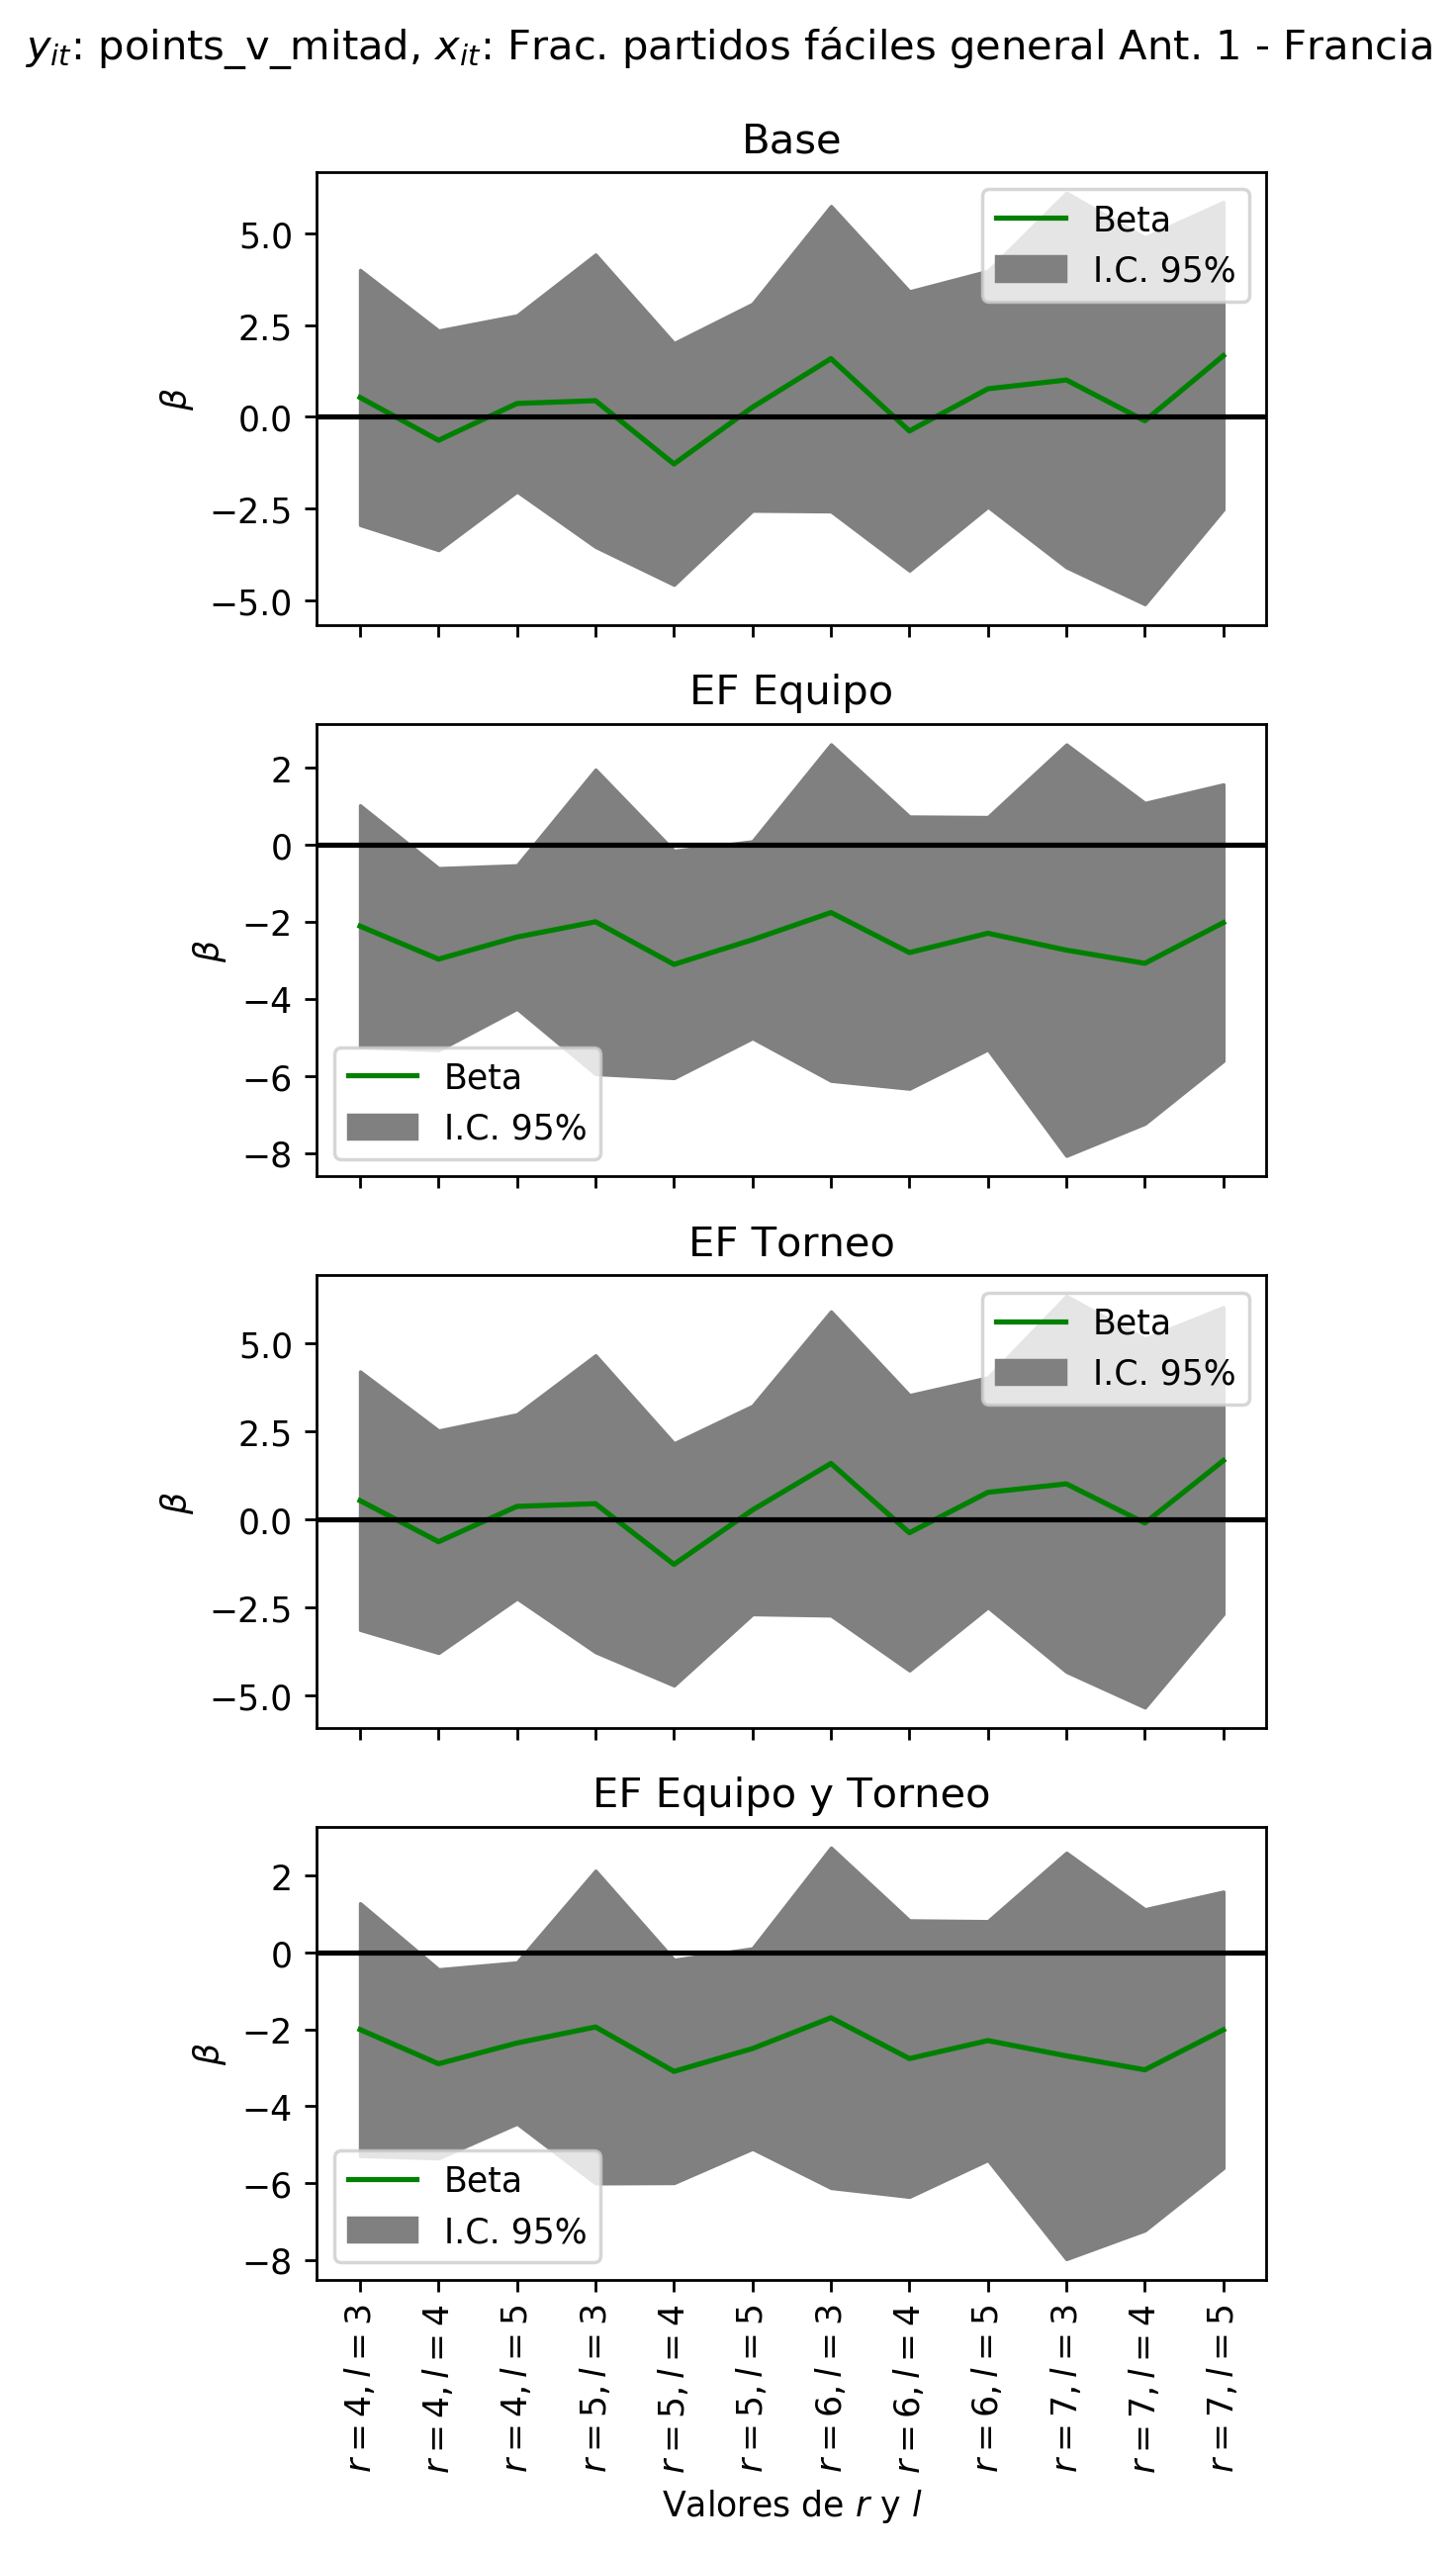 y_it: points_v_mitad, x_it: Frac. partidos fáciles general Ant. 1 - Francia
Base
5.0
2.5
0.0
−2.5
−5.0
β
Beta
I.C. 95%
EF Equipo
2
0
−2
−4
−6
−8
β
Beta
I.C. 95%
EF Torneo
5.0
2.5
0.0
−2.5
−5.0
β
Beta
I.C. 95%
EF Equipo y Torneo
2
0
−2
−4
−6
−8
β
Beta
I.C. 95%
r = 4, l = 3
r = 4, l = 4
r = 4, l = 5
r = 5, l = 3
r = 5, l = 4
r = 5, l = 5
r = 6, l = 3
r = 6, l = 4
r = 6, l = 5
r = 7, l = 3
r = 7, l = 4
r = 7, l = 5
Valores de r y l